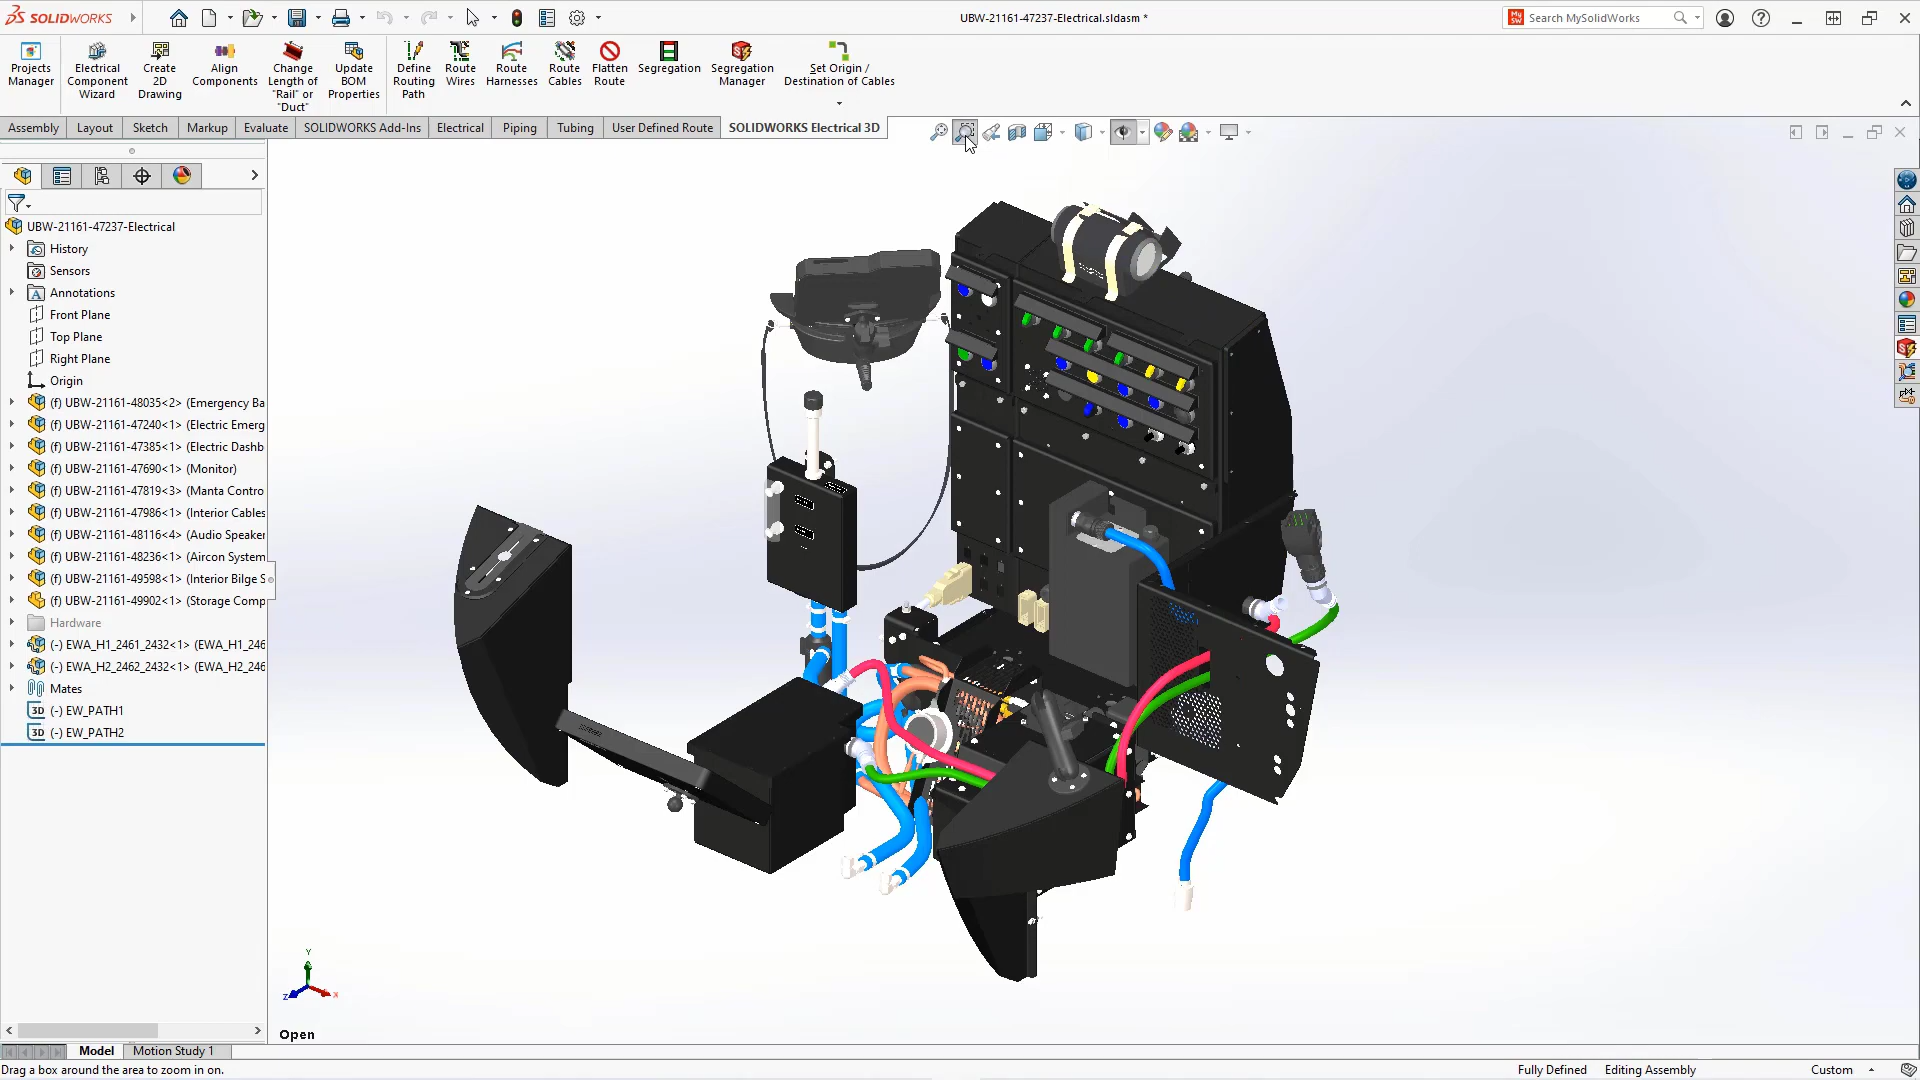 SOLIDWORKS
UBW-21161-47237-Electrical.sldasm *
Search MySolidWorks
Projects Manager
Electrical Component Wizard
Create 2D Drawing
Align Components
Change Length of "Rail" or "Duct"
Update BOM Properties
Define Routing Path
Route Wires
Route Harnesses
Route Cables
Flatten Route
Segregation
Segregation Manager
Set Origin / Destination of Cables
Assembly
Layout
Sketch
Markup
Evaluate
SOLIDWORKS Add-Ins
Electrical
Piping
Tubing
User Defined Route
SOLIDWORKS Electrical 3D
UBW-21161-47237-Electrical
History
Sensors
Annotations
Front Plane
Top Plane
Right Plane
Origin
(f) UBW-21161-48035<2> (Emergency Ba
(f) UBW-21161-47240<1> (Electric Emerg
(f) UBW-21161-47385<1> (Electric Dashb
(f) UBW-21161-47690<1> (Monitor)
(f) UBW-21161-47819<3> (Manta Contro
(f) UBW-21161-47986<1> (Interior Cables
(f) UBW-21161-48116<4> (Audio Speaker
(f) UBW-21161-48236<1> (Aircon System
(f) UBW-21161-49598<1> (Interior Bilge S
(f) UBW-21161-49902<1> (Storage Comp
Hardware
(-) EWA_H1_2461_2432<1> (EWA_H1_246
(-) EWA_H2_2462_2432<1> (EWA_H2_246
Mates
3D (-) EW_PATH1
3D (-) EW_PATH2
Y
Z
X
Open
Model
Motion Study 1
Drag a box around the area to zoom in on.
Fully Defined
Editing Assembly
Custom